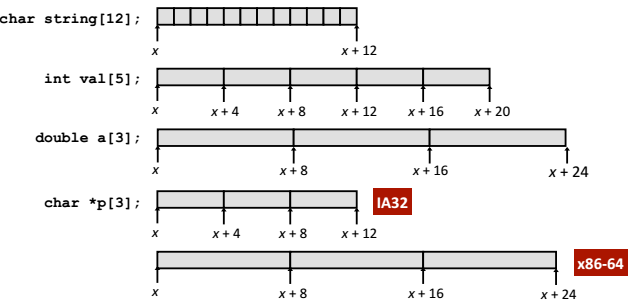 char string[12];
x x + 12
int val[5];
x x + 4 x + 8 x + 12 x + 16 x + 20
double a[3];
x x + 8 x + 16 x + 24
char *p[3]; IA32
x x + 4 x + 8 x + 12
x86-64
x x + 8 x + 16 x + 24